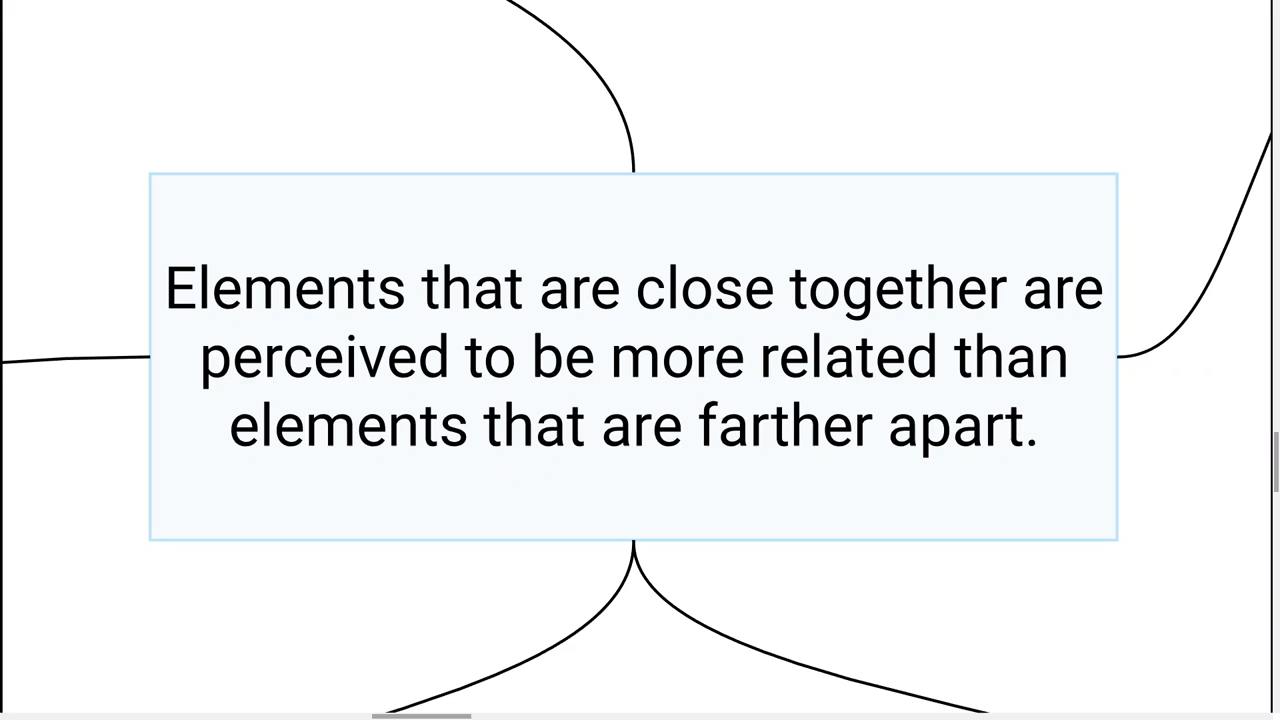 Elements that are close together are
perceived to be more related than
elements that are farther apart.